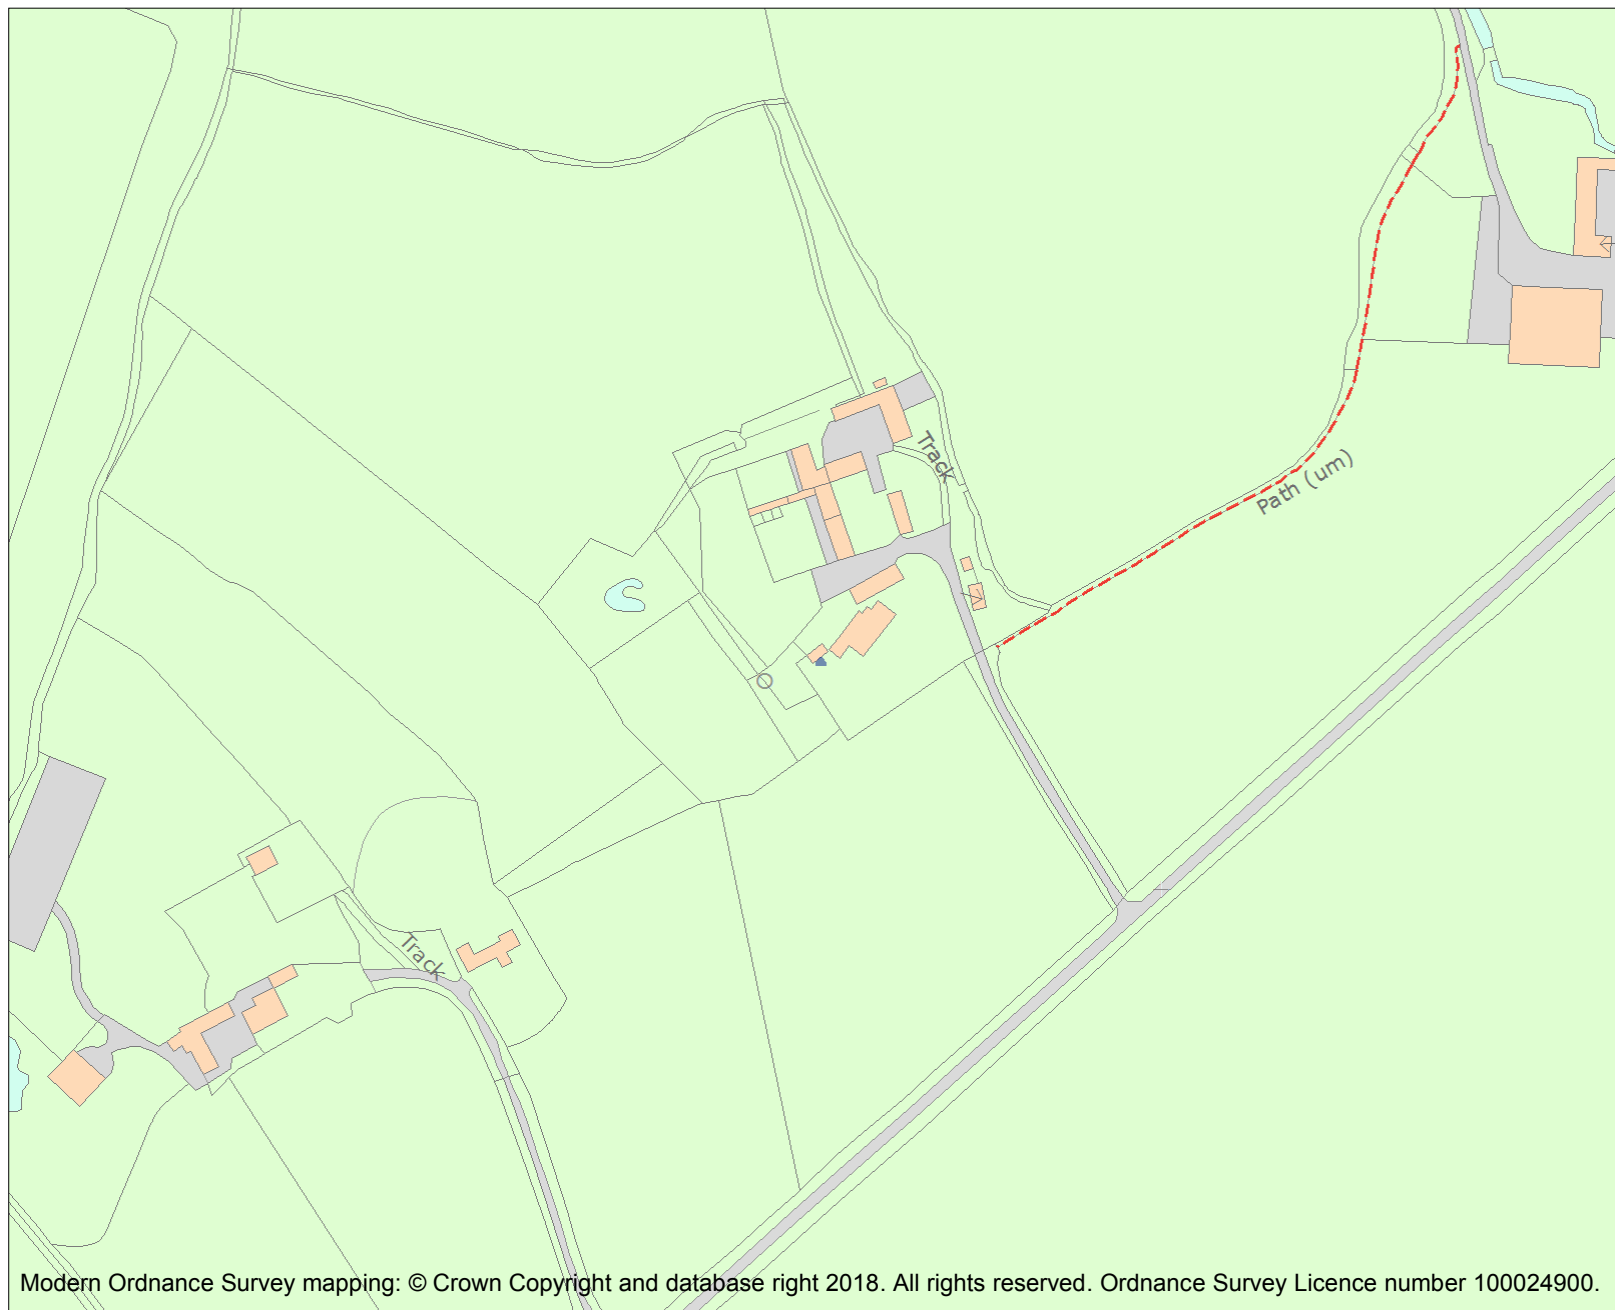 Track
Path (um)
Track
Modern Ordnance Survey mapping: © Crown Copyright and database right 2018. All rights reserved. Ordnance Survey Licence number 100024900.